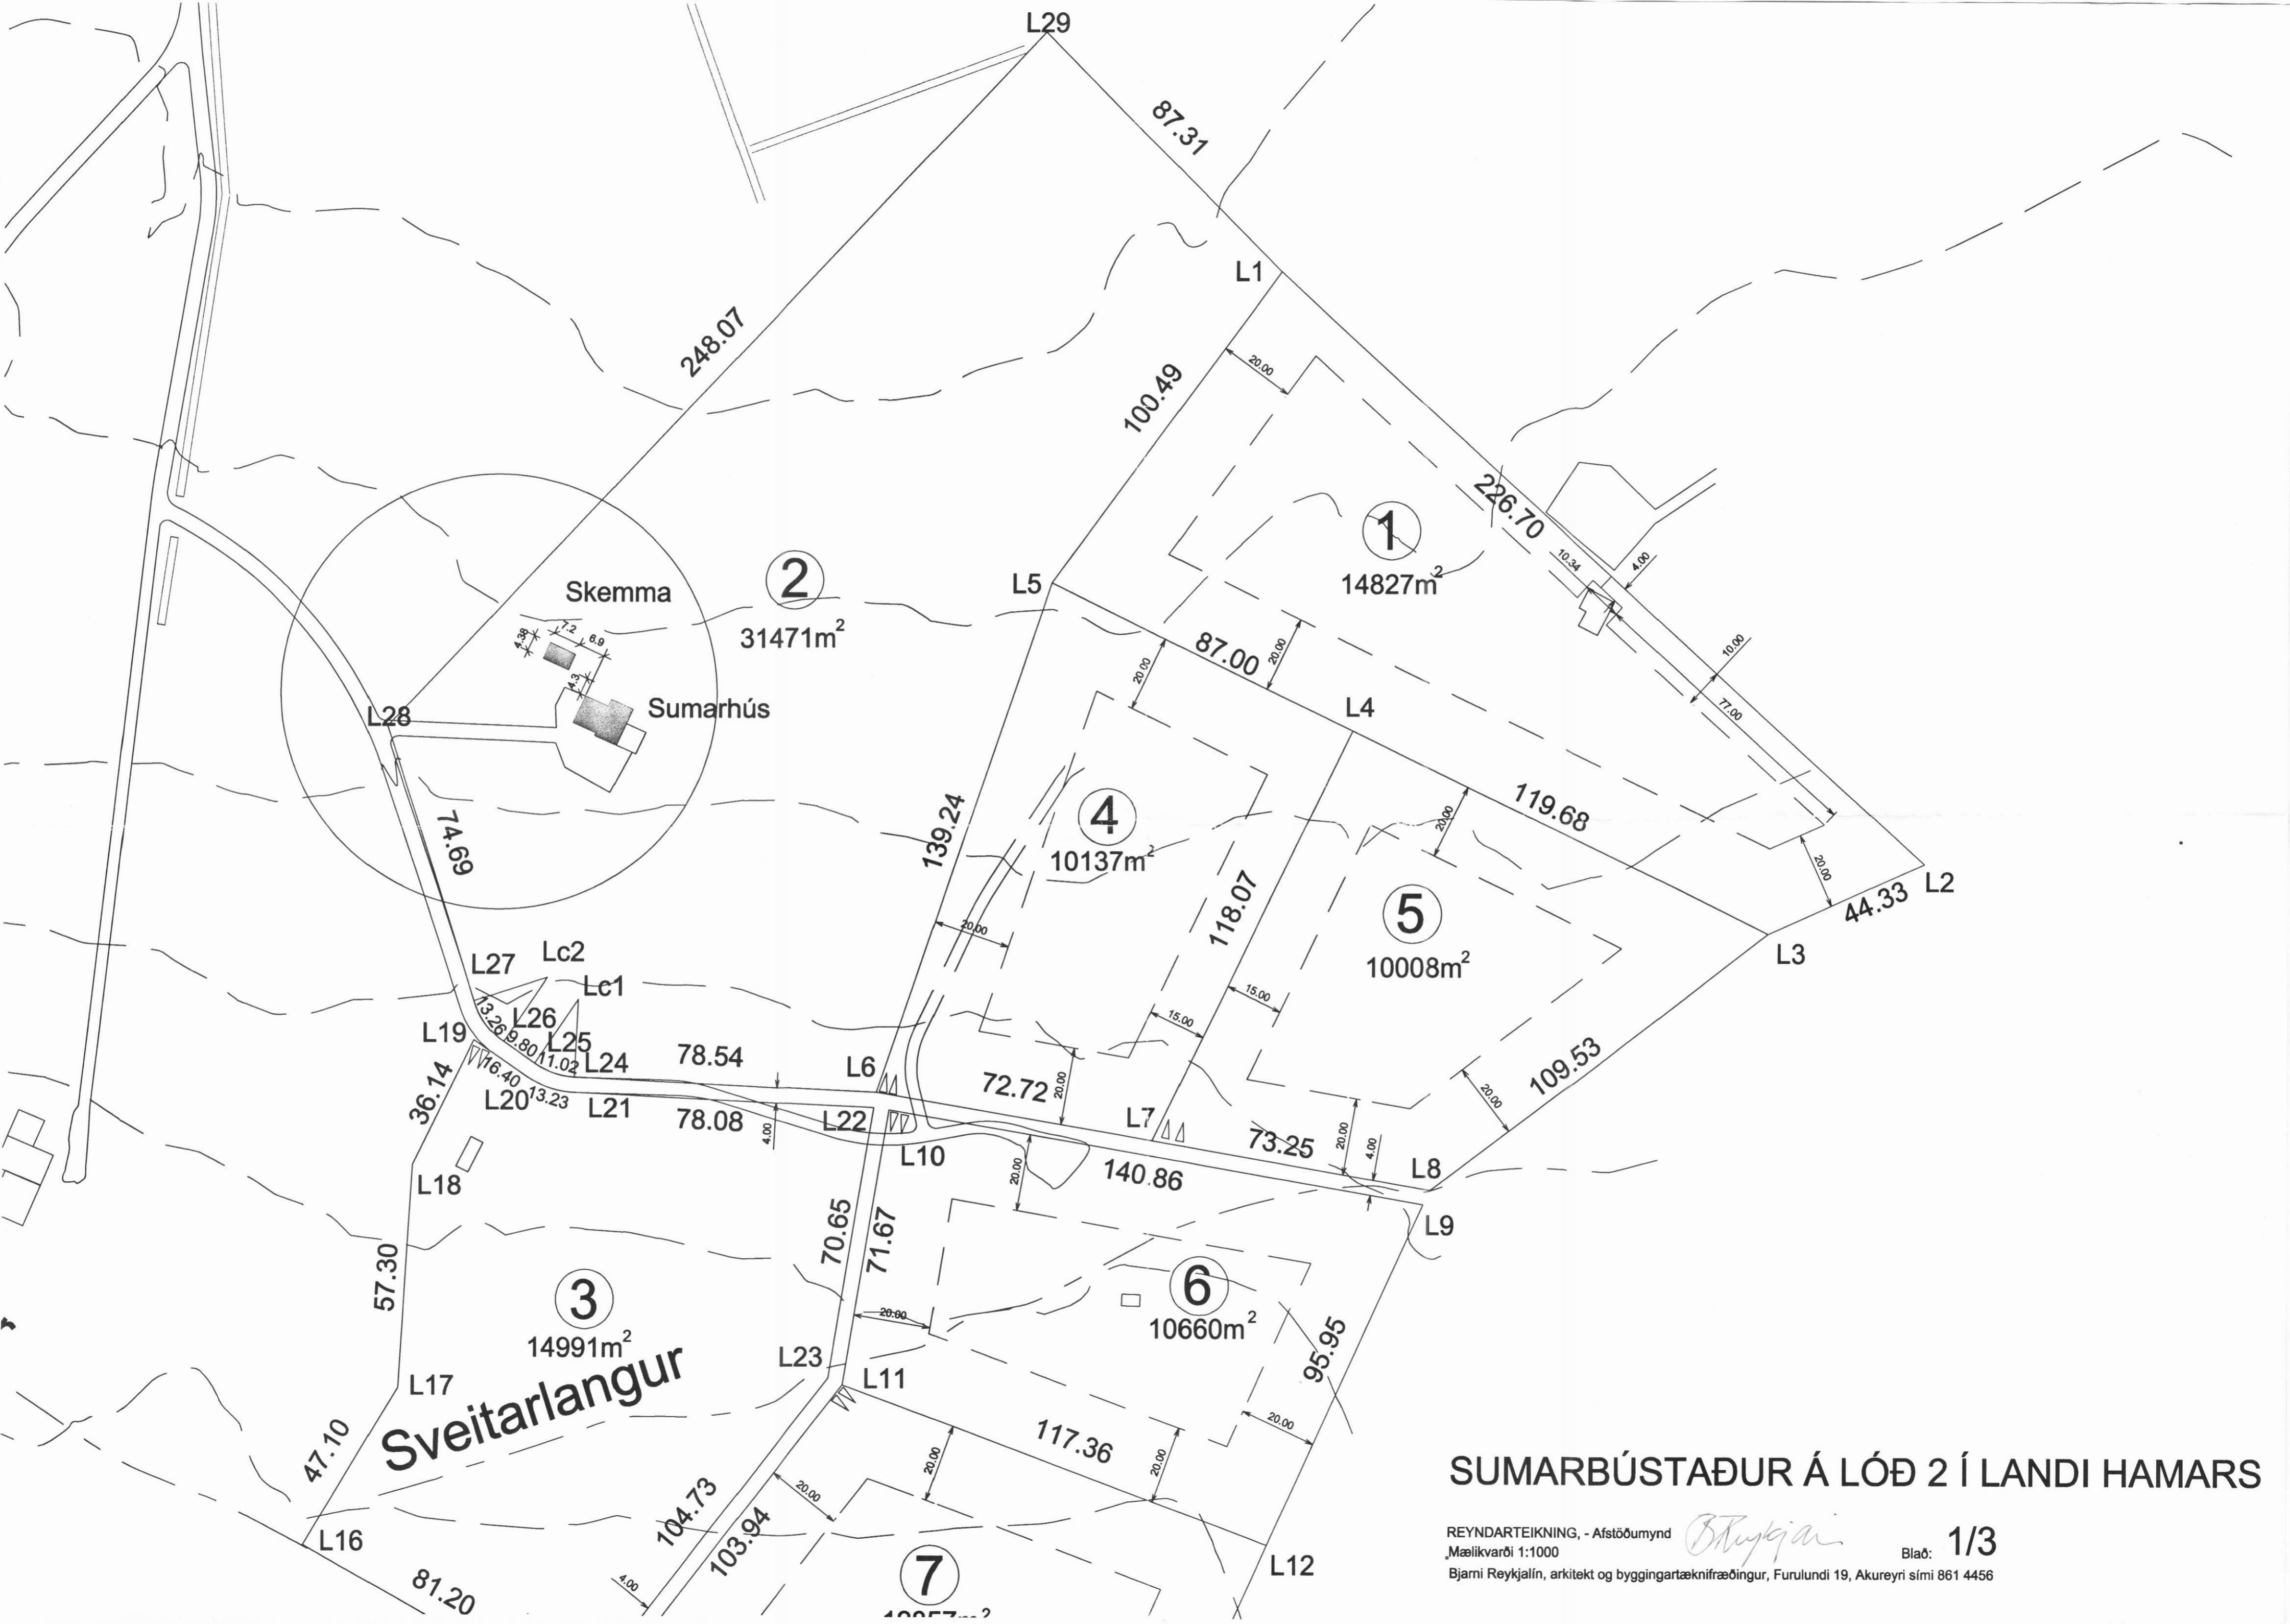 L29
87.31
L1
248.07
100.49
20.00
226.70
1
14827m²
10.34
4.00
2
31471m²
Skemma
7.2
6.9
4.38
4.3
Sumarhús
L5
87.00
20.00
20.00
10.00
77.00
L28
L4
119.68
20.00
20.00
L2
44.33
L3
74.69
139.24
4
10137m²
118.07
5
10008m²
20.00
15.00
15.00
L27
Lc2
Lc1
L19
13.26
L26
9.80
L25
11.02
L24
16.40
L20
13.23
L21
36.14
78.54
78.08
4.00
L6
L22
L10
72.72
20.00
L7
73.25
20.00
4.00
109.53
20.00
L8
L9
140.86
20.00
L18
57.30
70.65
71.67
20.00
6
10660m²
95.95
20.00
3
14991m²
Sveitarlangur
L17
L23
L11
117.36
20.00
20.00
47.10
L16
81.20
104.73
103.94
20.00
4.00
7
L12
SUMARBÚSTAÐUR Á LÓÐ 2 Í LANDI HAMARS
REYNDARTEIKNING, - Afstöðumynd
Mælikvarði 1:1000
Blað: 1/3
Bjarni Reykjalín, arkitekt og byggingartæknifræðingur, Furulundi 19, Akureyri sími 861 4456